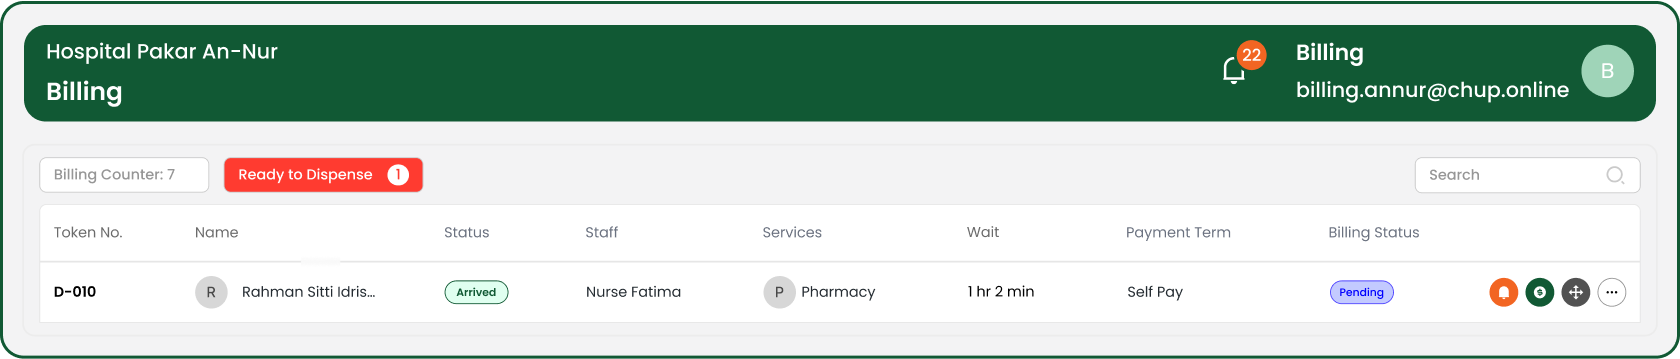 Hospital Pakar An-Nur
Billing
22
Billing
billing.annur@chup.online
B
Billing Counter: 7
Ready to Dispense 1
Search
Token No. Name Status Staff Services Wait Payment Term Billing Status
D-010 R Rahman Sitti Idris... Arrived Nurse Fatima P Pharmacy 1 hr 2 min Self Pay Pending